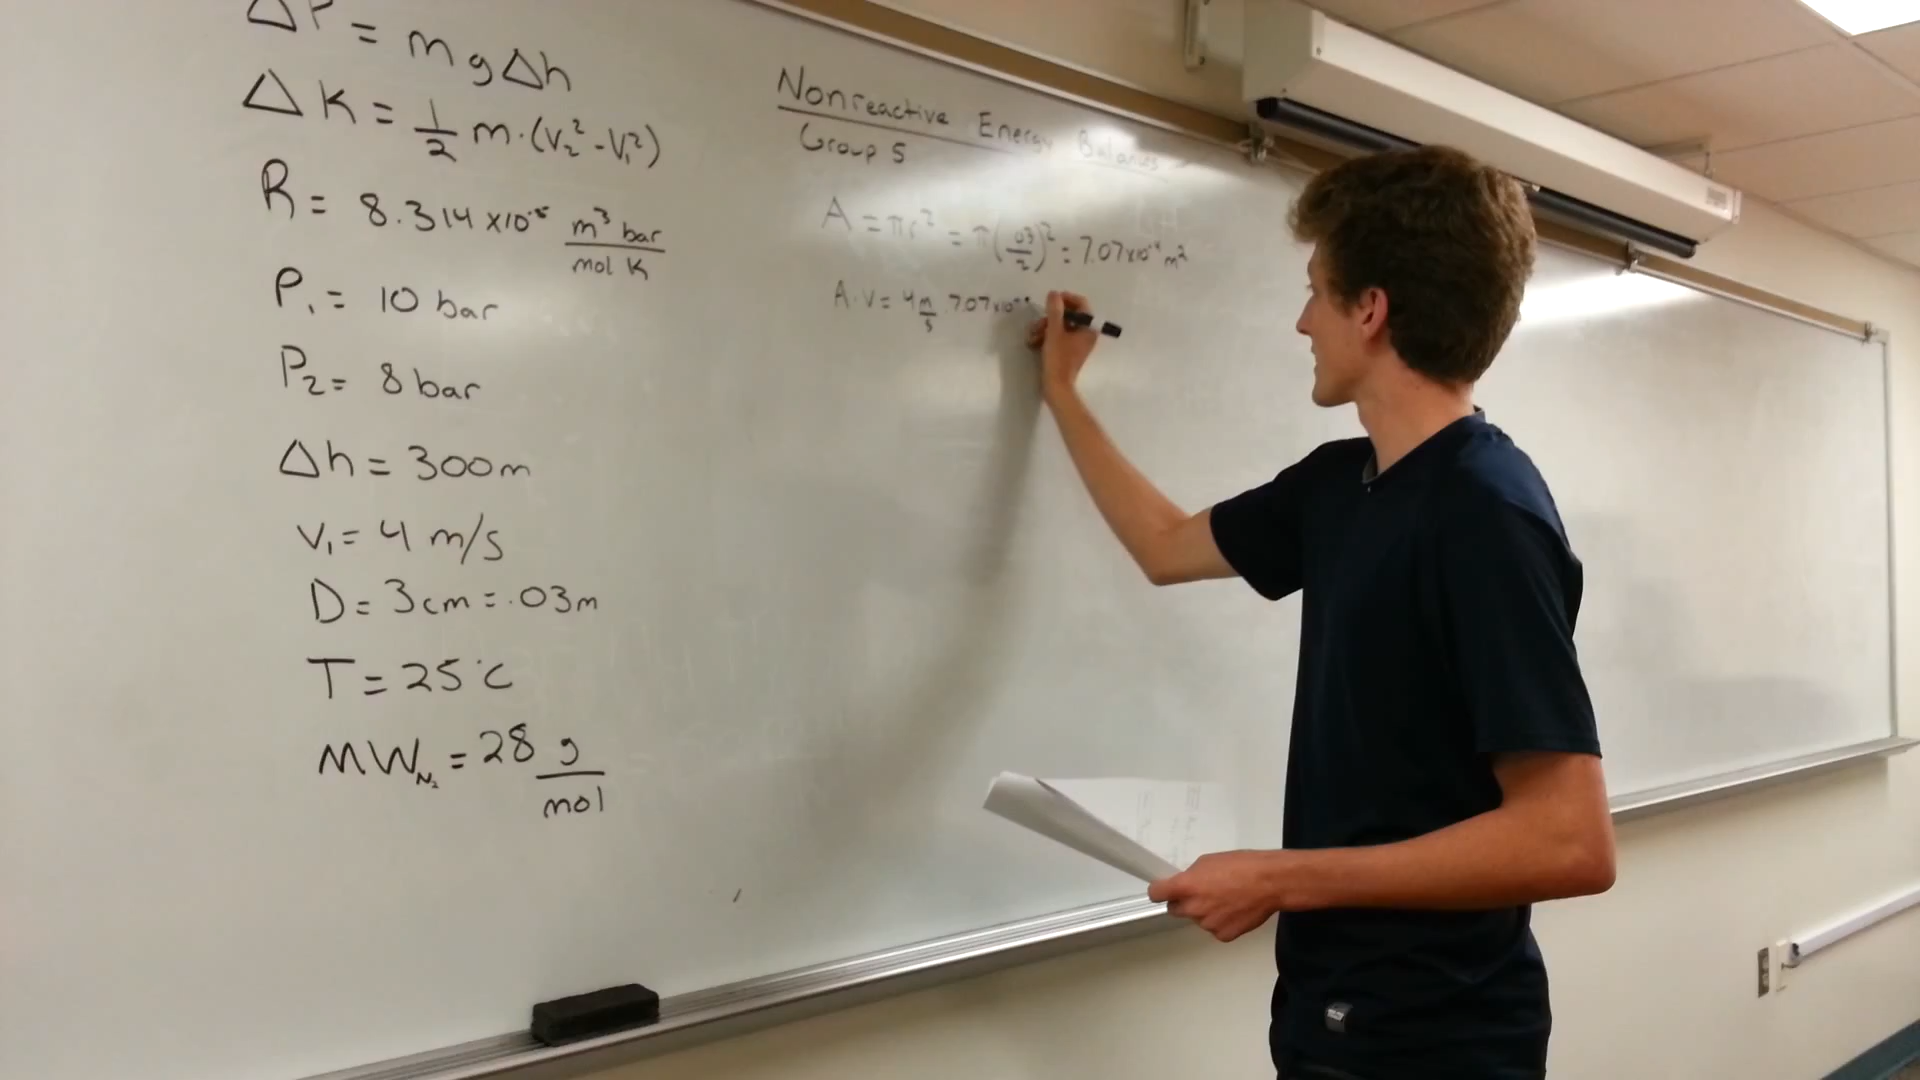 ΔP = mgΔh
ΔK = 1/2 m·(v₂² - v₁²)
R = 8.314 x10⁻⁵ m³ bar / mol K
P₁ = 10 bar
P₂ = 8 bar
Δh = 300m
v₁ = 4 m/s
D = 3cm = .03m
T = 25°C
MW_N₂ = 28 g/mol
Nonreactive Energy Balances
Group 5
A = πr² = π(.03/2)² = 7.07x10⁻⁴ m²
A·v = 4 m/s · 7.07x10⁻⁴